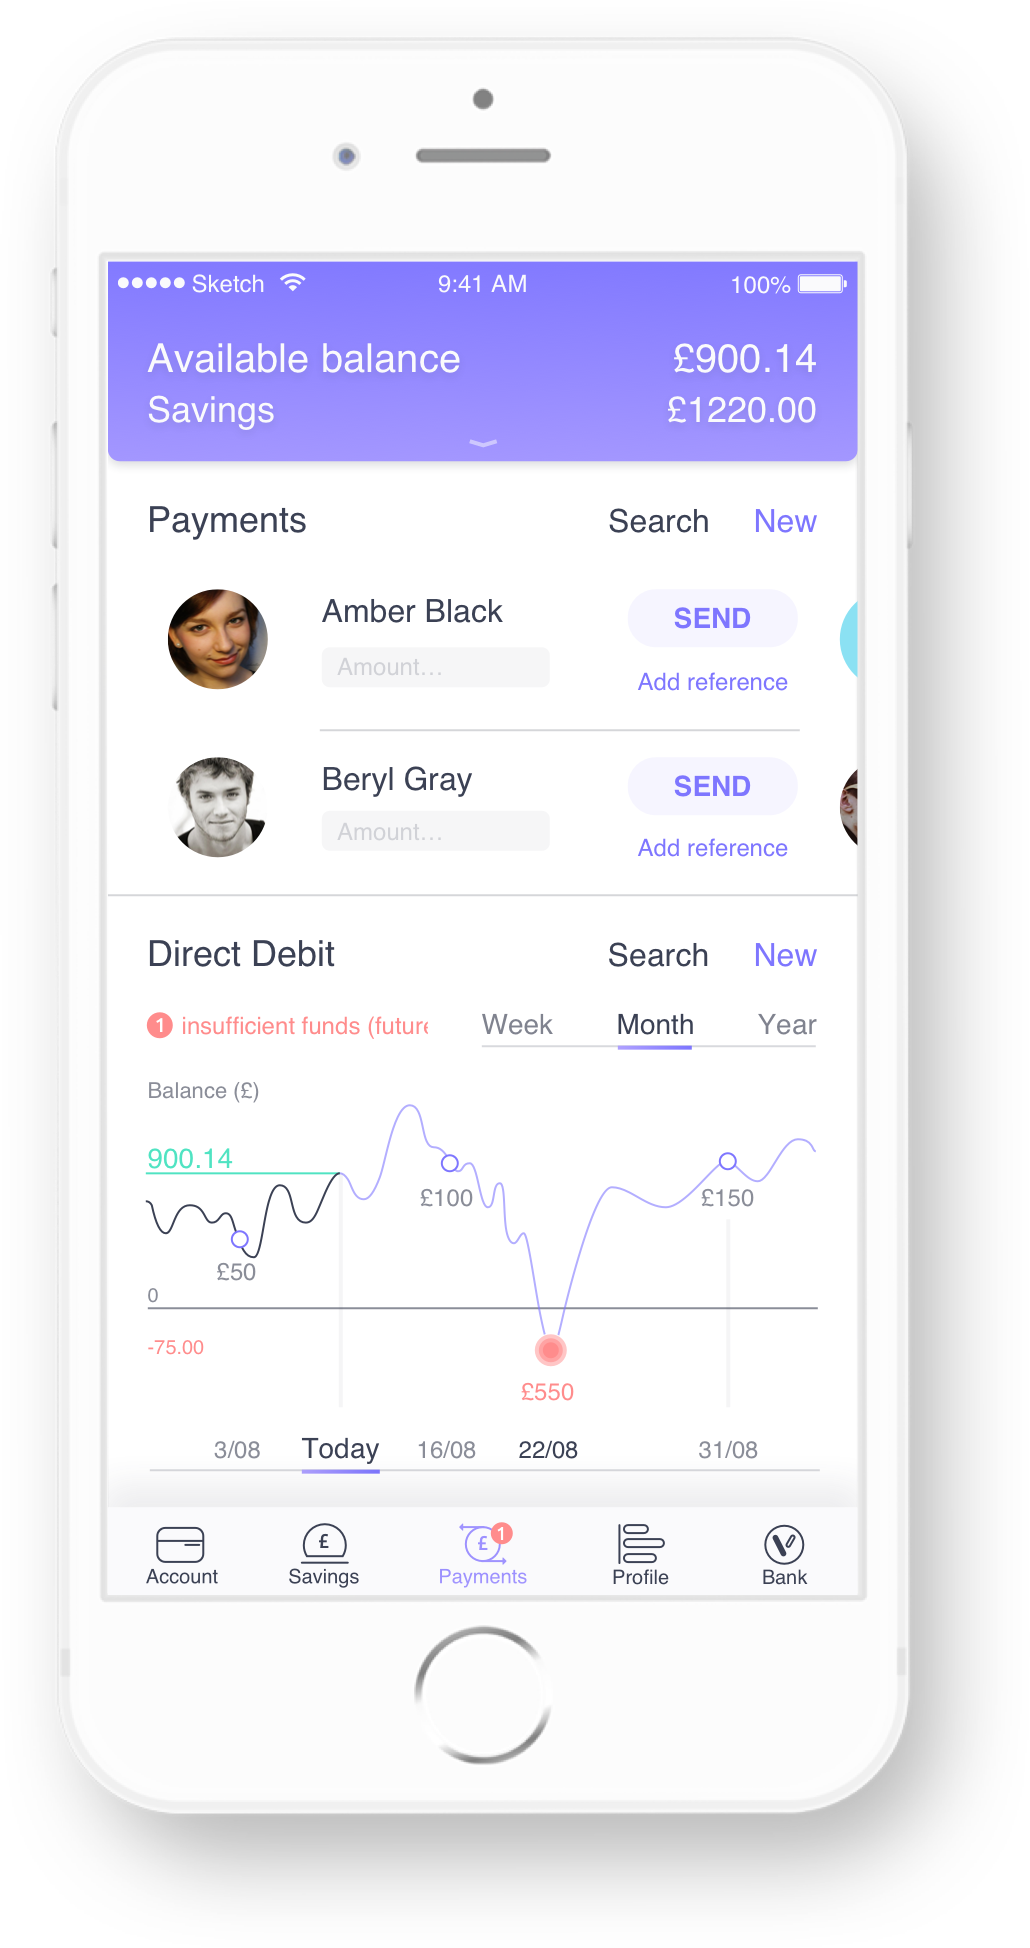 Sketch 9:41 AM 100%
Available balance £900.14
Savings £1220.00
Payments Search New
Amber Black SEND
Amount...
Add reference
Beryl Gray SEND
Amount...
Add reference
Direct Debit Search New
1 insufficient funds (future Week Month Year
Balance (£)
900.14
£100 £150
£50
0
-75.00
£550
3/08 Today 16/08 22/08 31/08
£ £ 1
Account Savings Payments Profile Bank